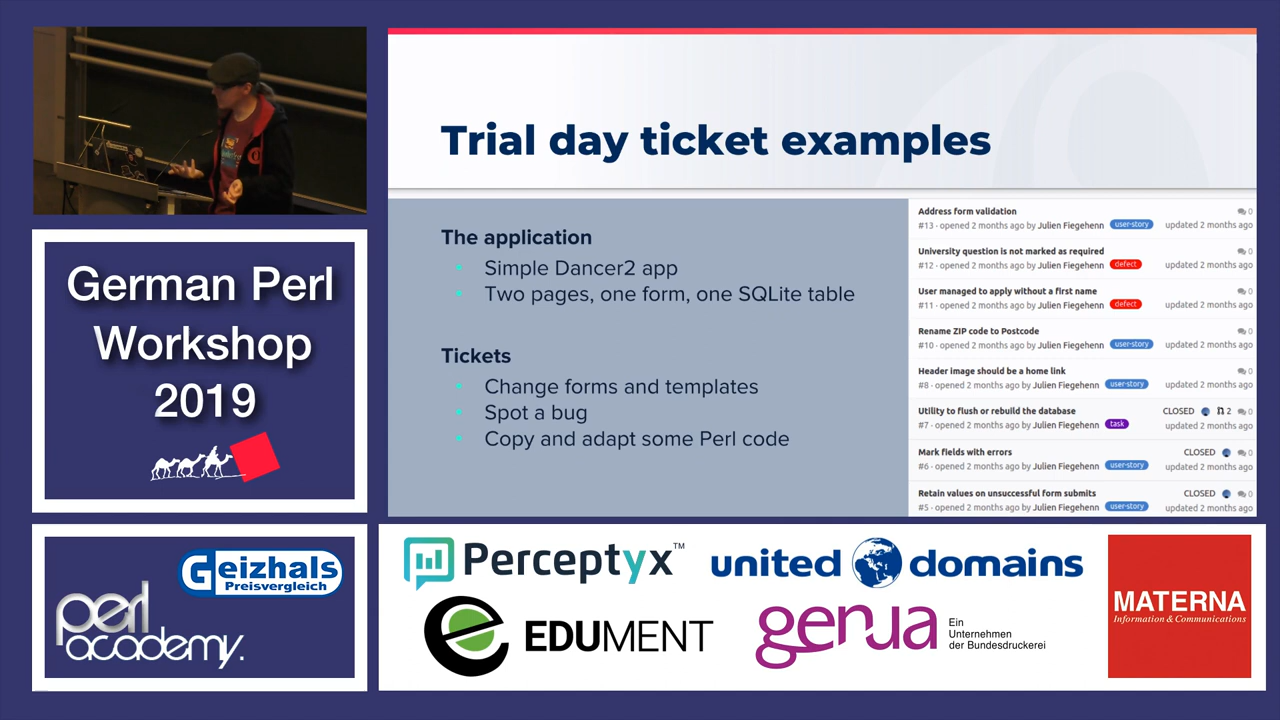 Trial day ticket examples
The application
Simple Dancer2 app
Two pages, one form, one SQLite table
Tickets
Change forms and templates
Spot a bug
Copy and adapt some Perl code
Address form validation
0
#13 · opened 2 months ago by Julien Fiegehenn user-story updated 2 months ago
University question is not marked as required
0
#12 · opened 2 months ago by Julien Fiegehenn defect updated 2 months ago
User managed to apply without a first name
0
#11 · opened 2 months ago by Julien Fiegehenn defect updated 2 months ago
Rename ZIP code to Postcode
0
#10 · opened 2 months ago by Julien Fiegehenn user-story updated 2 months ago
Header image should be a home link
0
#8 · opened 2 months ago by Julien Fiegehenn user-story updated 2 months ago
Utility to flush or rebuild the database CLOSED 2 0
#7 · opened 2 months ago by Julien Fiegehenn task updated 2 months ago
Mark fields with errors CLOSED 0
#6 · opened 2 months ago by Julien Fiegehenn user-story updated 2 months ago
Retain values on unsuccessful form submits CLOSED 0
#5 · opened 2 months ago by Julien Fiegehenn user-story updated 2 months ago
German Perl
Workshop
2019
Geizhals
Preisvergleich
perl
academy.
Perceptyx™
united domains
EDUMENT
genua
Ein
Unternehmen
der Bundesdruckerei
MATERNA
Information & Communications